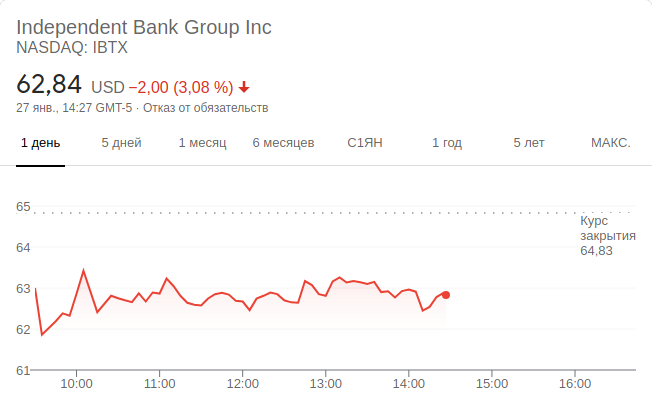 Independent Bank Group Inc
NASDAQ: IBTX
62,84 USD −2,00 (3,08 %)
27 янв., 14:27 GMT-5 · Отказ от обязательств
1 день 5 дней 1 месяц 6 месяцев С1ЯН 1 год 5 лет МАКС.
65
Курс
закрытия
64,83
64
63
62
61
10:00 11:00 12:00 13:00 14:00 15:00 16:00